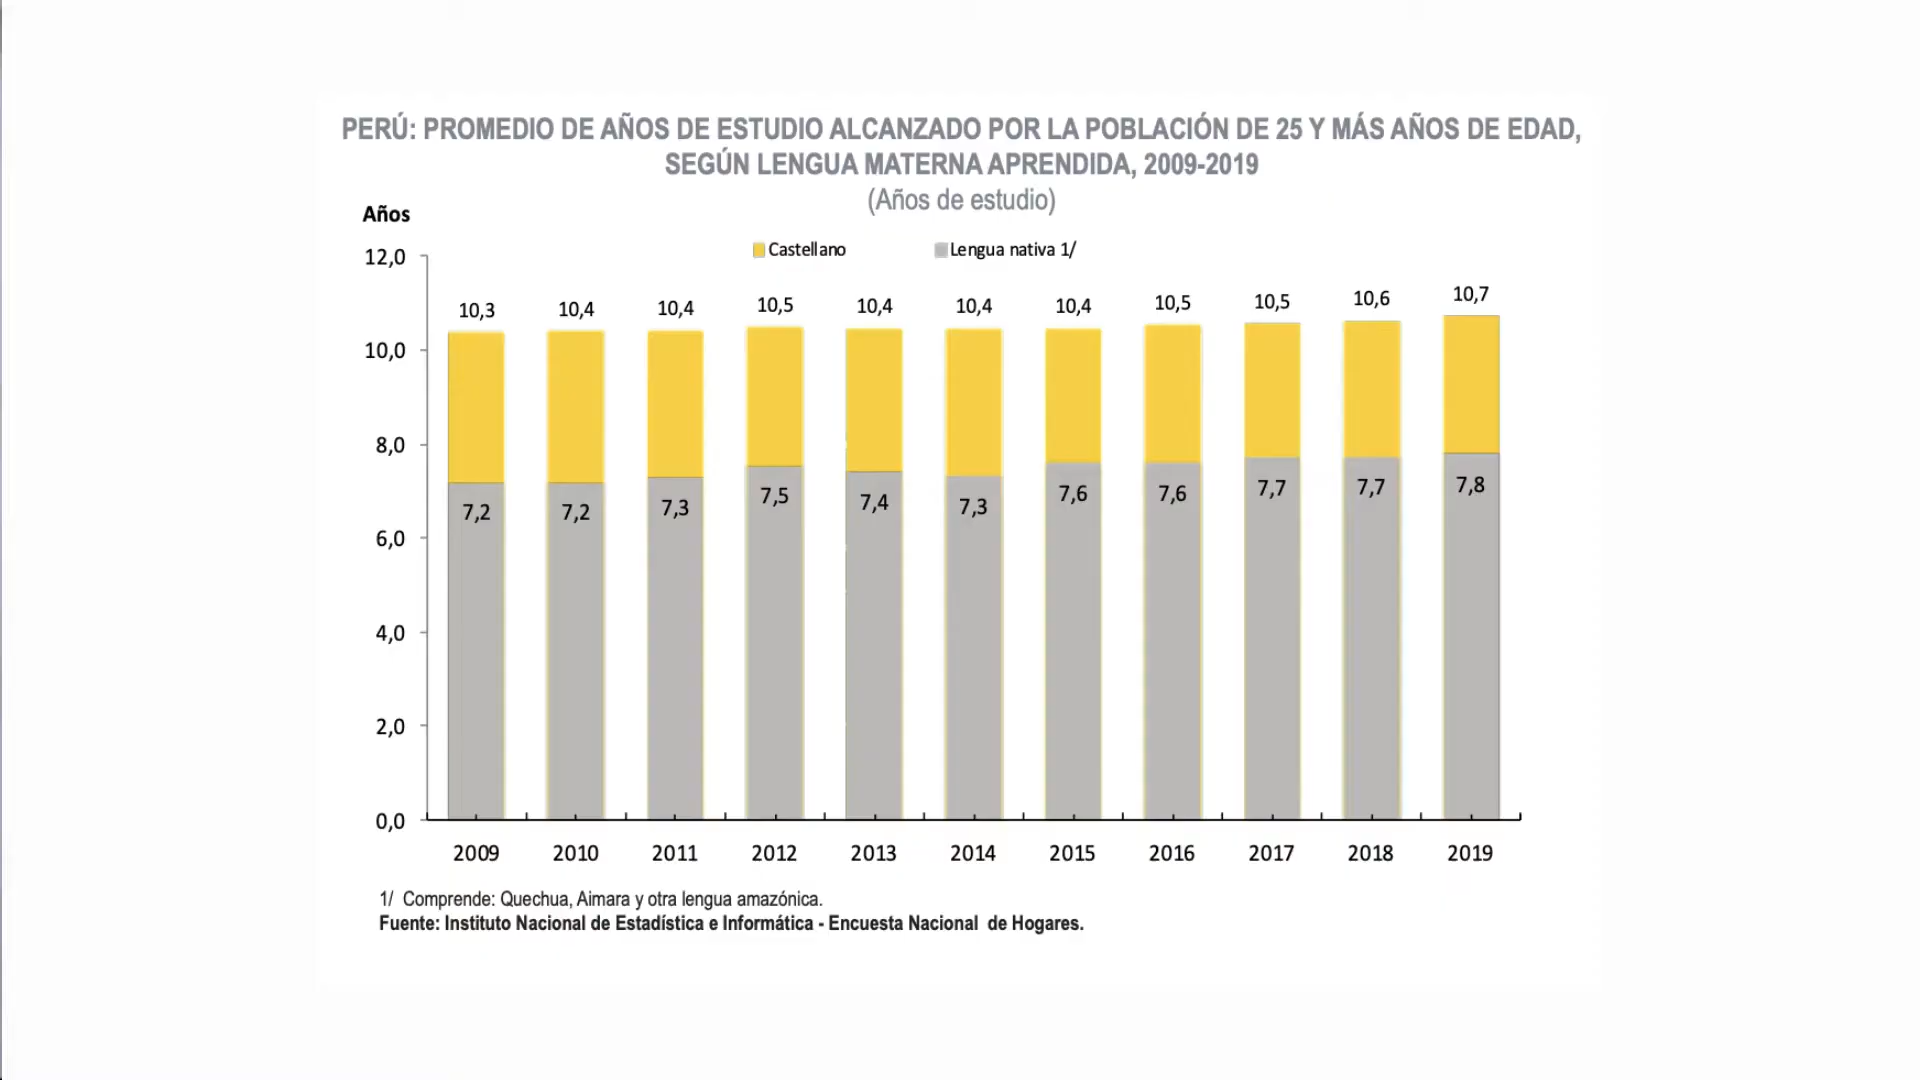 PERÚ: PROMEDIO DE AÑOS DE ESTUDIO ALCANZADO POR LA POBLACIÓN DE 25 Y MÁS AÑOS DE EDAD,
SEGÚN LENGUA MATERNA APRENDIDA, 2009-2019
(Años de estudio)
Años
Castellano Lengua nativa 1/
12,0
10,3 10,4 10,4 10,5 10,4 10,4 10,4 10,5 10,5 10,6 10,7
10,0
8,0
7,2 7,2 7,3 7,5 7,4 7,3 7,6 7,6 7,7 7,7 7,8
6,0
4,0
2,0
0,0
2009 2010 2011 2012 2013 2014 2015 2016 2017 2018 2019
1/ Comprende: Quechua, Aimara y otra lengua amazónica.
Fuente: Instituto Nacional de Estadística e Informática - Encuesta Nacional de Hogares.